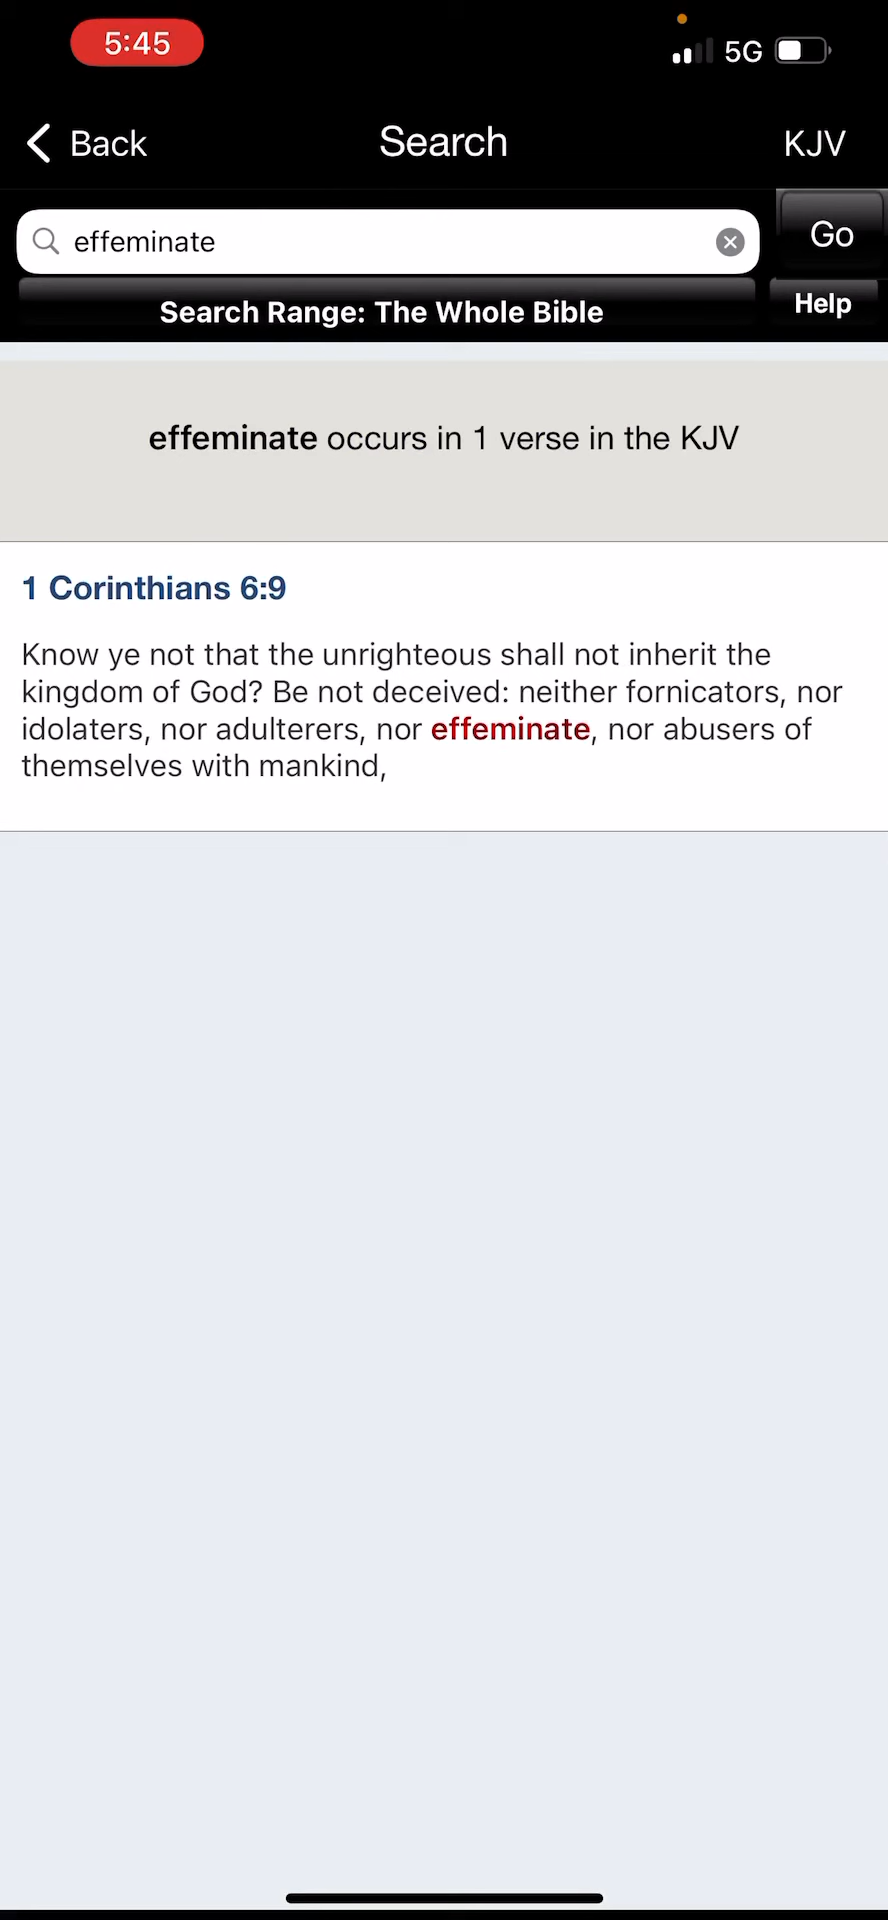 5:45
5G
Back
Search
KJV
effeminate
Go
Search Range: The Whole Bible
Help
effeminate occurs in 1 verse in the KJV
1 Corinthians 6:9
Know ye not that the unrighteous shall not inherit the
kingdom of God? Be not deceived: neither fornicators, nor
idolaters, nor adulterers, nor effeminate, nor abusers of
themselves with mankind,